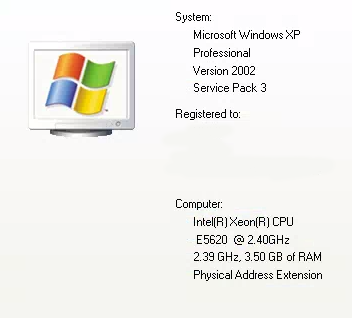 System:
Microsoft Windows XP
Professional
Version 2002
Service Pack 3
Registered to:
Computer:
Intel(R) Xeon(R) CPU
E5620 @ 2.40GHz
2.39 GHz, 3.50 GB of RAM
Physical Address Extension